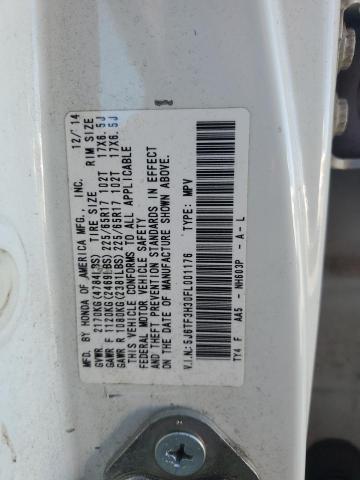 MFD. BY HONDA OF AMERICA MFG., INC. 12/14
TIRE SIZE RIM SIZE
GVWR 2170KG(4784LBS)
GAWR F 1120KG(2469LBS) 225/65R17 102T 17X6.5J
GAWR R 1080KG(2381LBS) 225/65R17 102T 17X6.5J
THIS VEHICLE CONFORMS TO ALL APPLICABLE
FEDERAL MOTOR VEHICLE SAFETY
AND THEFT PREVENTION STANDARDS IN EFFECT
ON THE DATE OF MANUFACTURE SHOWN ABOVE.
V.I.N.: 5J6TF3H30FL001176 TYPE: MPV
TY4 F AA5 - NH603P - A - L